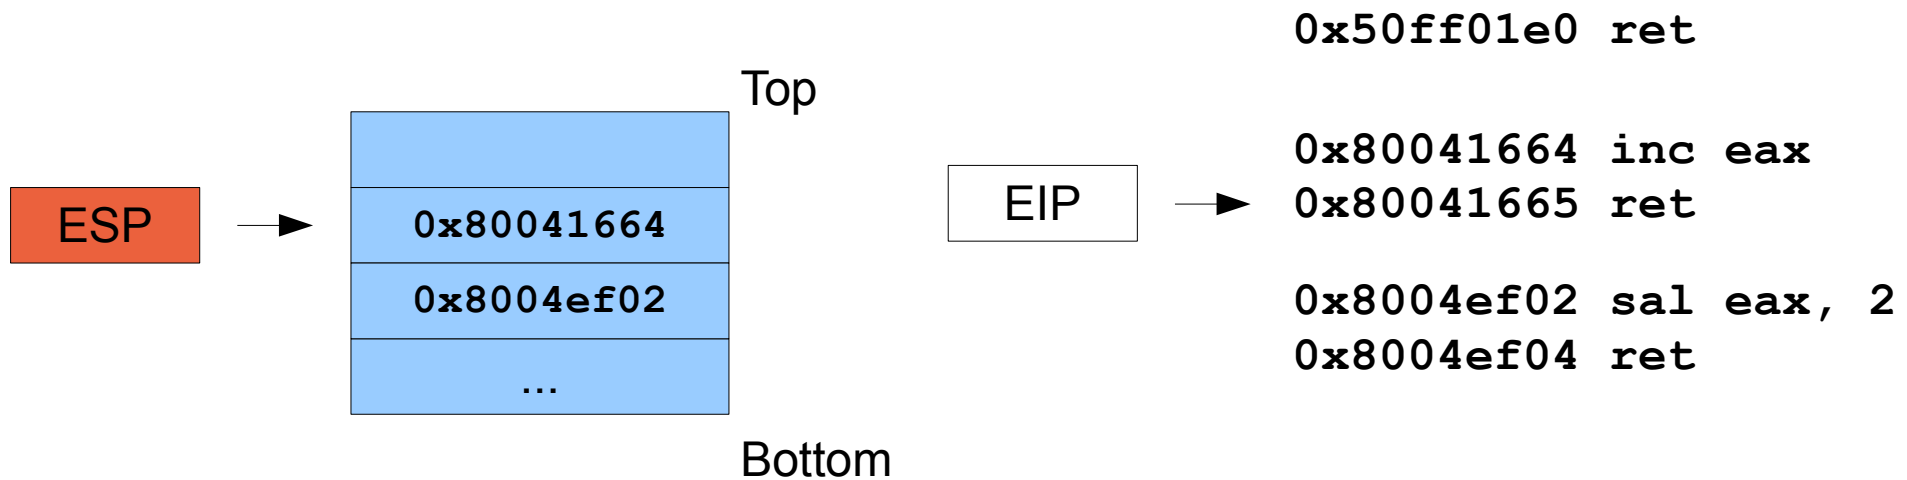 0x50ff01e0 ret
Top
0x80041664 inc eax
ESP
0x80041664
EIP
0x80041665 ret
0x8004ef02
0x8004ef02 sal eax, 2
0x8004ef04 ret
...
Bottom